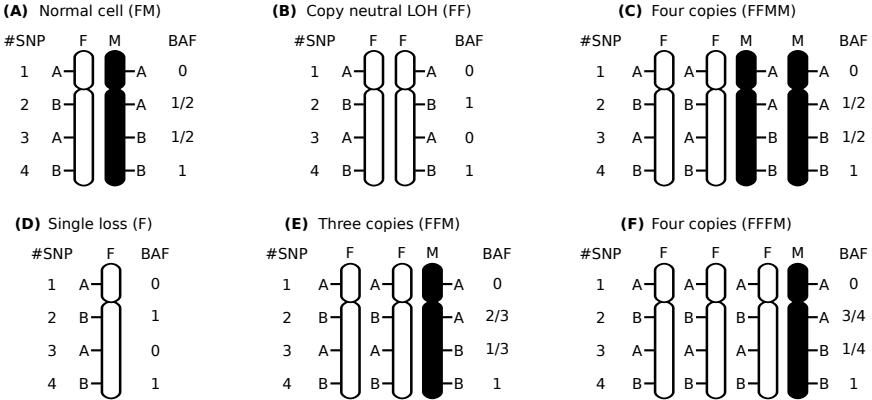 (A) Normal cell (FM)
#SNP F M BAF
1 A A 0
2 B A 1/2
3 A B 1/2
4 B B 1
(B) Copy neutral LOH (FF)
#SNP F F BAF
1 A A 0
2 B B 1
3 A A 0
4 B B 1
(C) Four copies (FFMM)
#SNP F F M M BAF
1 A A A A 0
2 B B A A 1/2
3 A A B B 1/2
4 B B B B 1
(D) Single loss (F)
#SNP F BAF
1 A 0
2 B 1
3 A 0
4 B 1
(E) Three copies (FFM)
#SNP F F M BAF
1 A A A 0
2 B B A 2/3
3 A A B 1/3
4 B B B 1
(F) Four copies (FFFM)
#SNP F F F M BAF
1 A A A A 0
2 B B B A 3/4
3 A A A B 1/4
4 B B B B 1